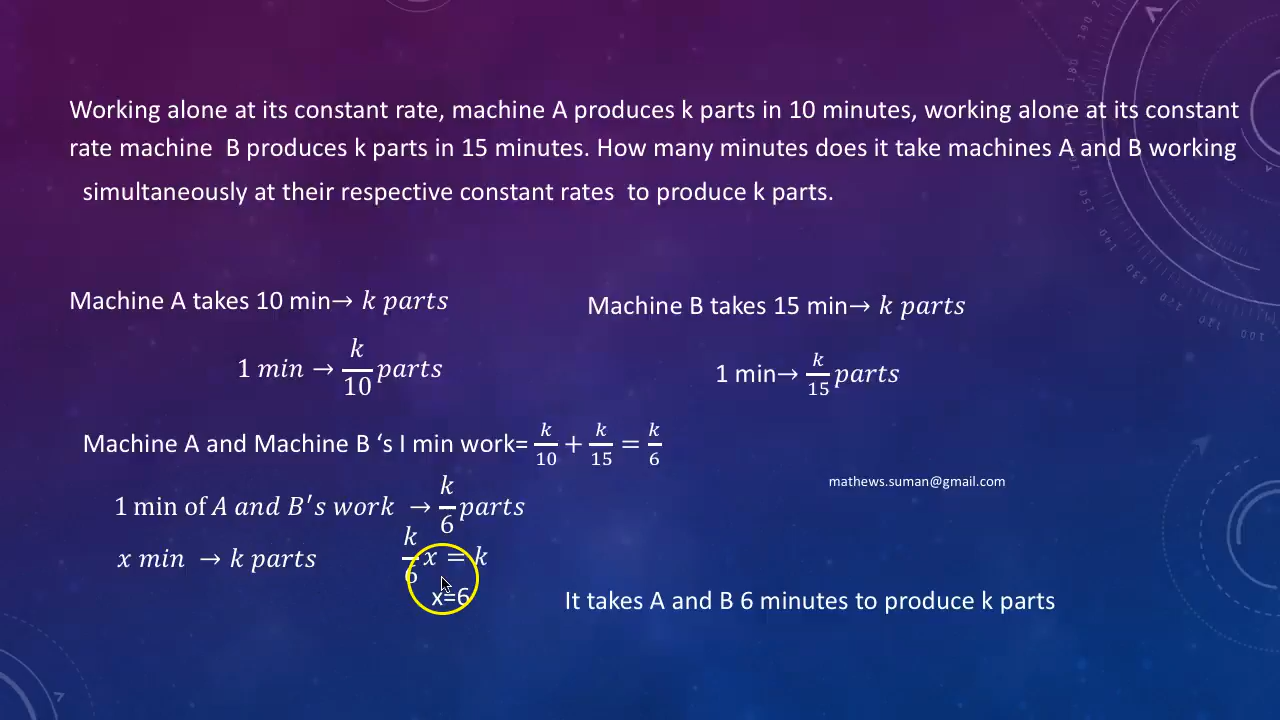 Working alone at its constant rate, machine A produces k parts in 10 minutes, working alone at its constant
rate machine  B produces k parts in 15 minutes. How many minutes does it take machines A and B working
simultaneously at their respective constant rates  to produce k parts.
Machine A takes 10 min→ k parts
Machine B takes 15 min→ k parts
1 min → k/10 parts
1 min→ k/15 parts
Machine A and Machine B ‘s I min work= k/10 + k/15 = k/6
mathews.suman@gmail.com
1 min of A and B′s work → k/6 parts
x min → k parts
k/6 x = k
x=6
It takes A and B 6 minutes to produce k parts